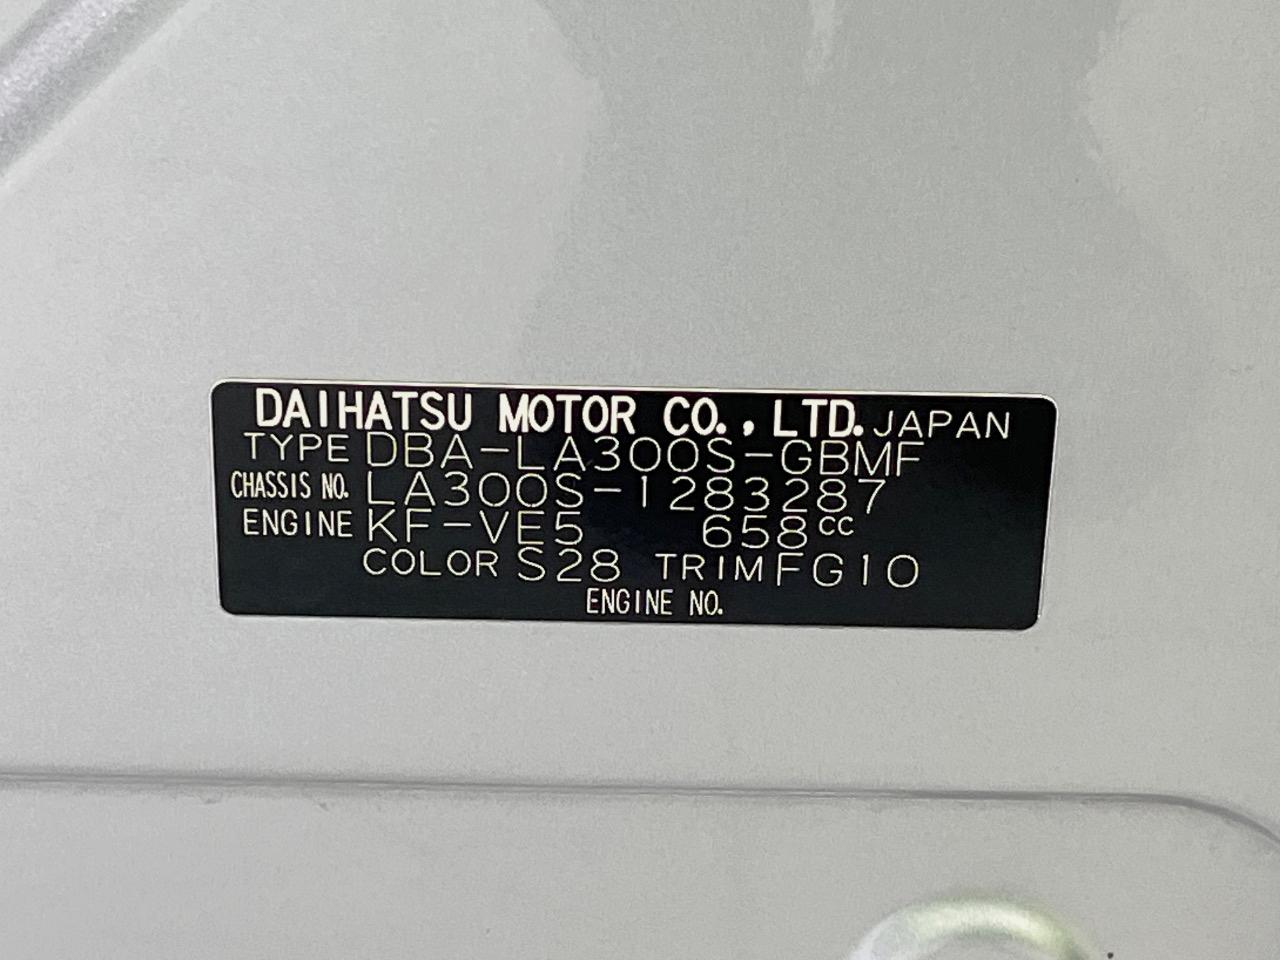 DAIHATSU MOTOR CO., LTD. JAPAN
TYPE DBA-LA300S-GBMF
CHASSIS NO. LA300S-1283287
ENGINE KF-VE5 658cc
COLOR S28 TRIM FG10
ENGINE NO.